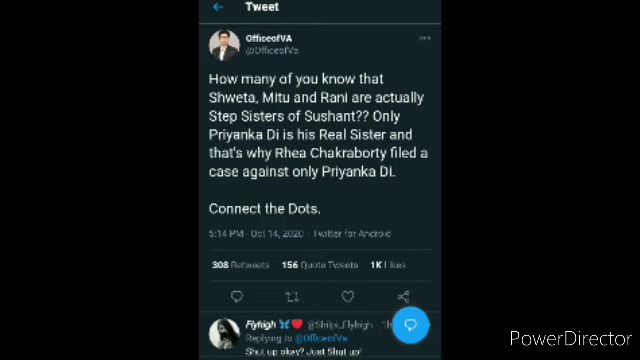 Tweet
OfficeofVA
@OfficeofVa
How many of you know that
Shweta, Mitu and Rani are actually
Step Sisters of Sushant?? Only
Priyanka Di is his Real Sister and
that's why Rhea Chakraborty filed a
case against only Priyanka Di.
Connect the Dots.
5:14 PM · Oct 14, 2020 · Twitter for Android
308 Retweets 156 Quote Tweets 1K Likes
Flyhigh @Shilpi_Flyhigh · 1h
Replying to @OfficeofVa
Shut up okay? Just Shut up!
PowerDirector